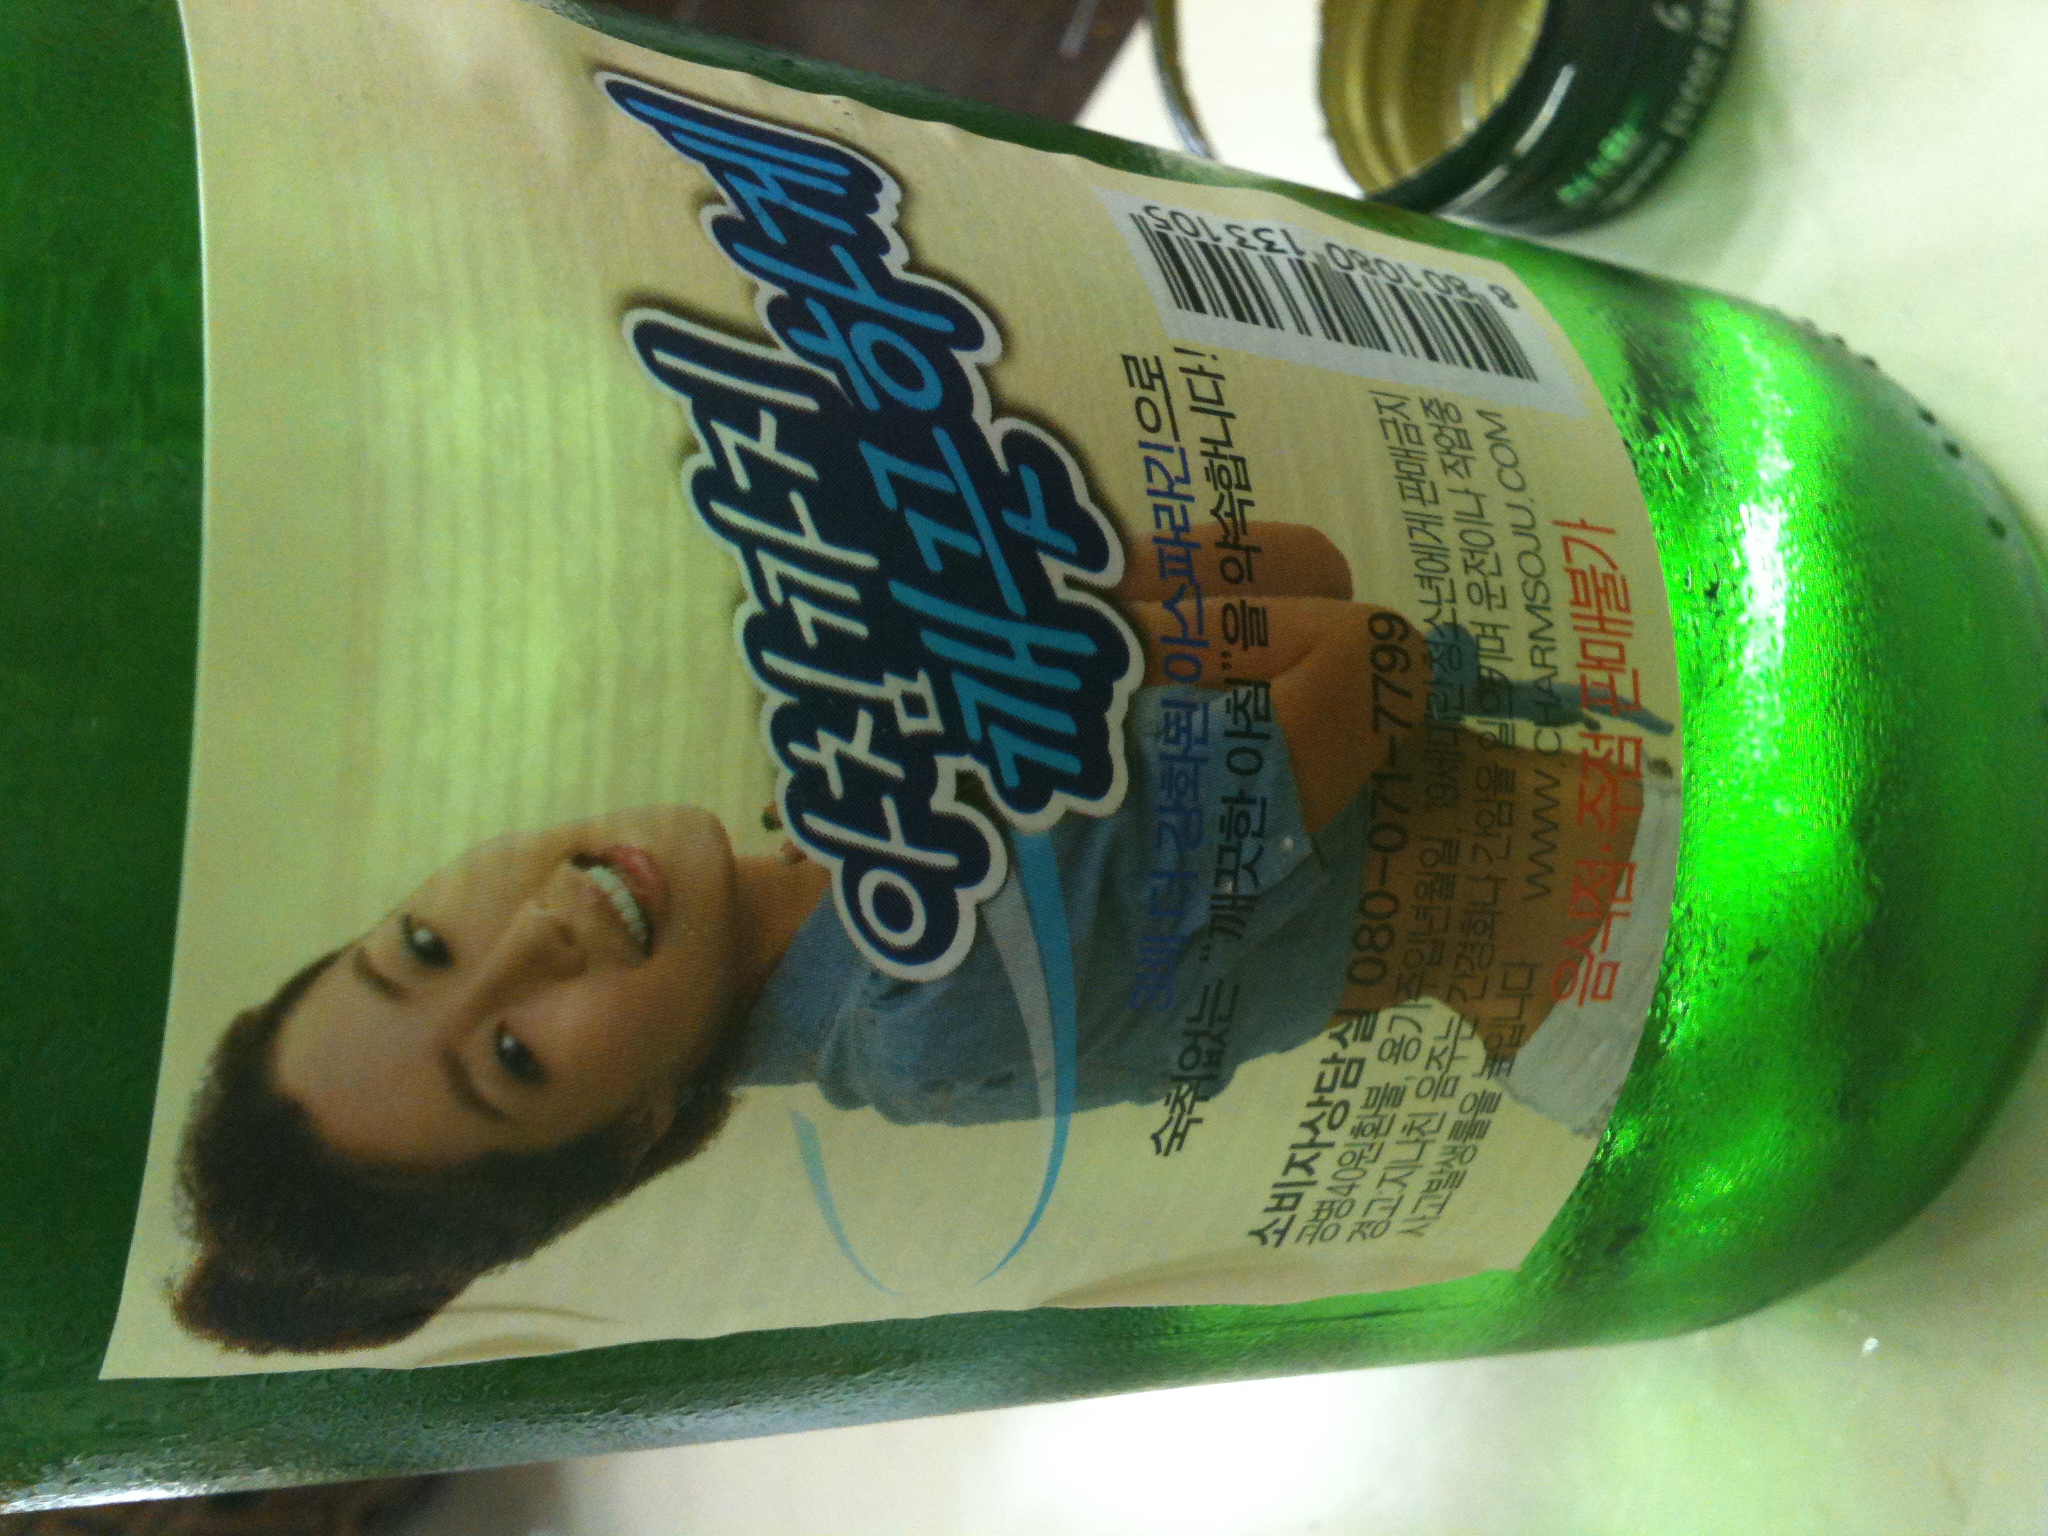 아침까지
깨끗하게
3배 더 강화된 아스파라긴으로
숙취없는 "깨끗한 아침"을 약속합니다!
소비자상담실 080-071-7799
공병40원환불, 용기주입년월일, 19세미만 청소년에게 판매금지
경고:지나친 음주는 간경화나 간암을 일으키며 운전이나 작업중
사고발생률을 높입니다
WWW.CHARMSOJU.COM
음식점·주점 판매불가
8 801080 133105